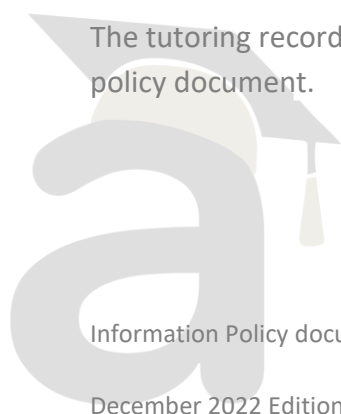 The tutoring record
policy document.
Information Policy docu
December 2022 Edition